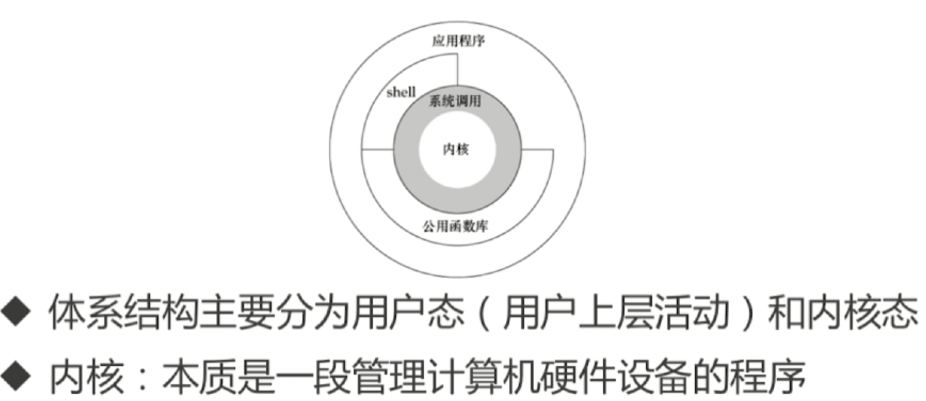 应用程序
shell
系统调用
内核
公用函数库
◆ 体系结构主要分为用户态（用户上层活动）和内核态
◆ 内核：本质是一段管理计算机硬件设备的程序